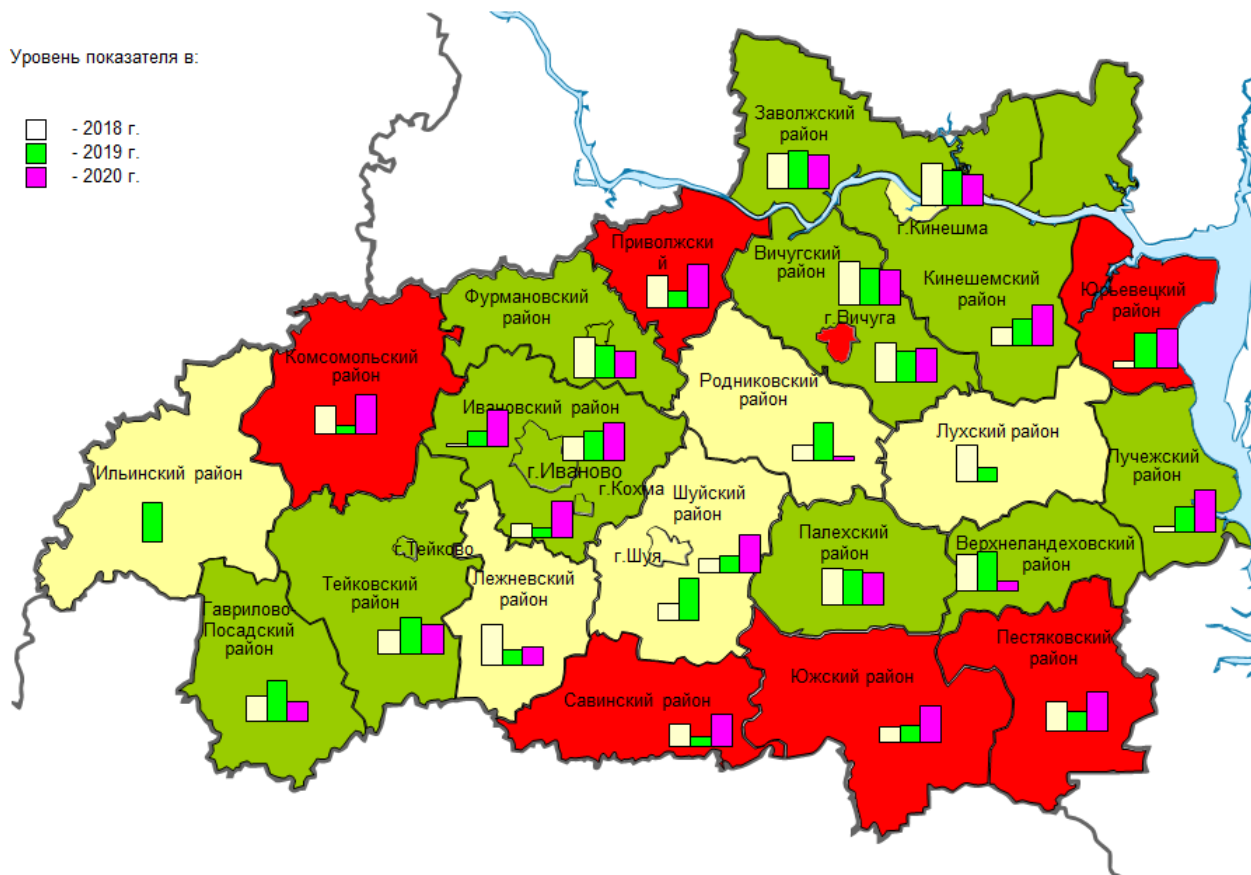 Уровень показателя в:
- 2018 г.
- 2019 г.
- 2020 г.
Заволжский
район
г.Кинешма
Приволжски
й
Вичугский
район
Кинешемский
район
Юрьевецкий
район
Фурмановский
район
г.Вичуга
Комсомольский
район
Родниковский
район
Ивановский район
Лухский район
Ильинский район
г.Иваново
г.Кохма
Шуйский
район
Пучежский
район
г.Тейково
г.Шуя
Палехский
район
Верхнеландеховский
район
Тейковский
район
Лежневский
район
Гаврилово-
Посадский
район
Пестяковский
район
Савинский район
Южский район